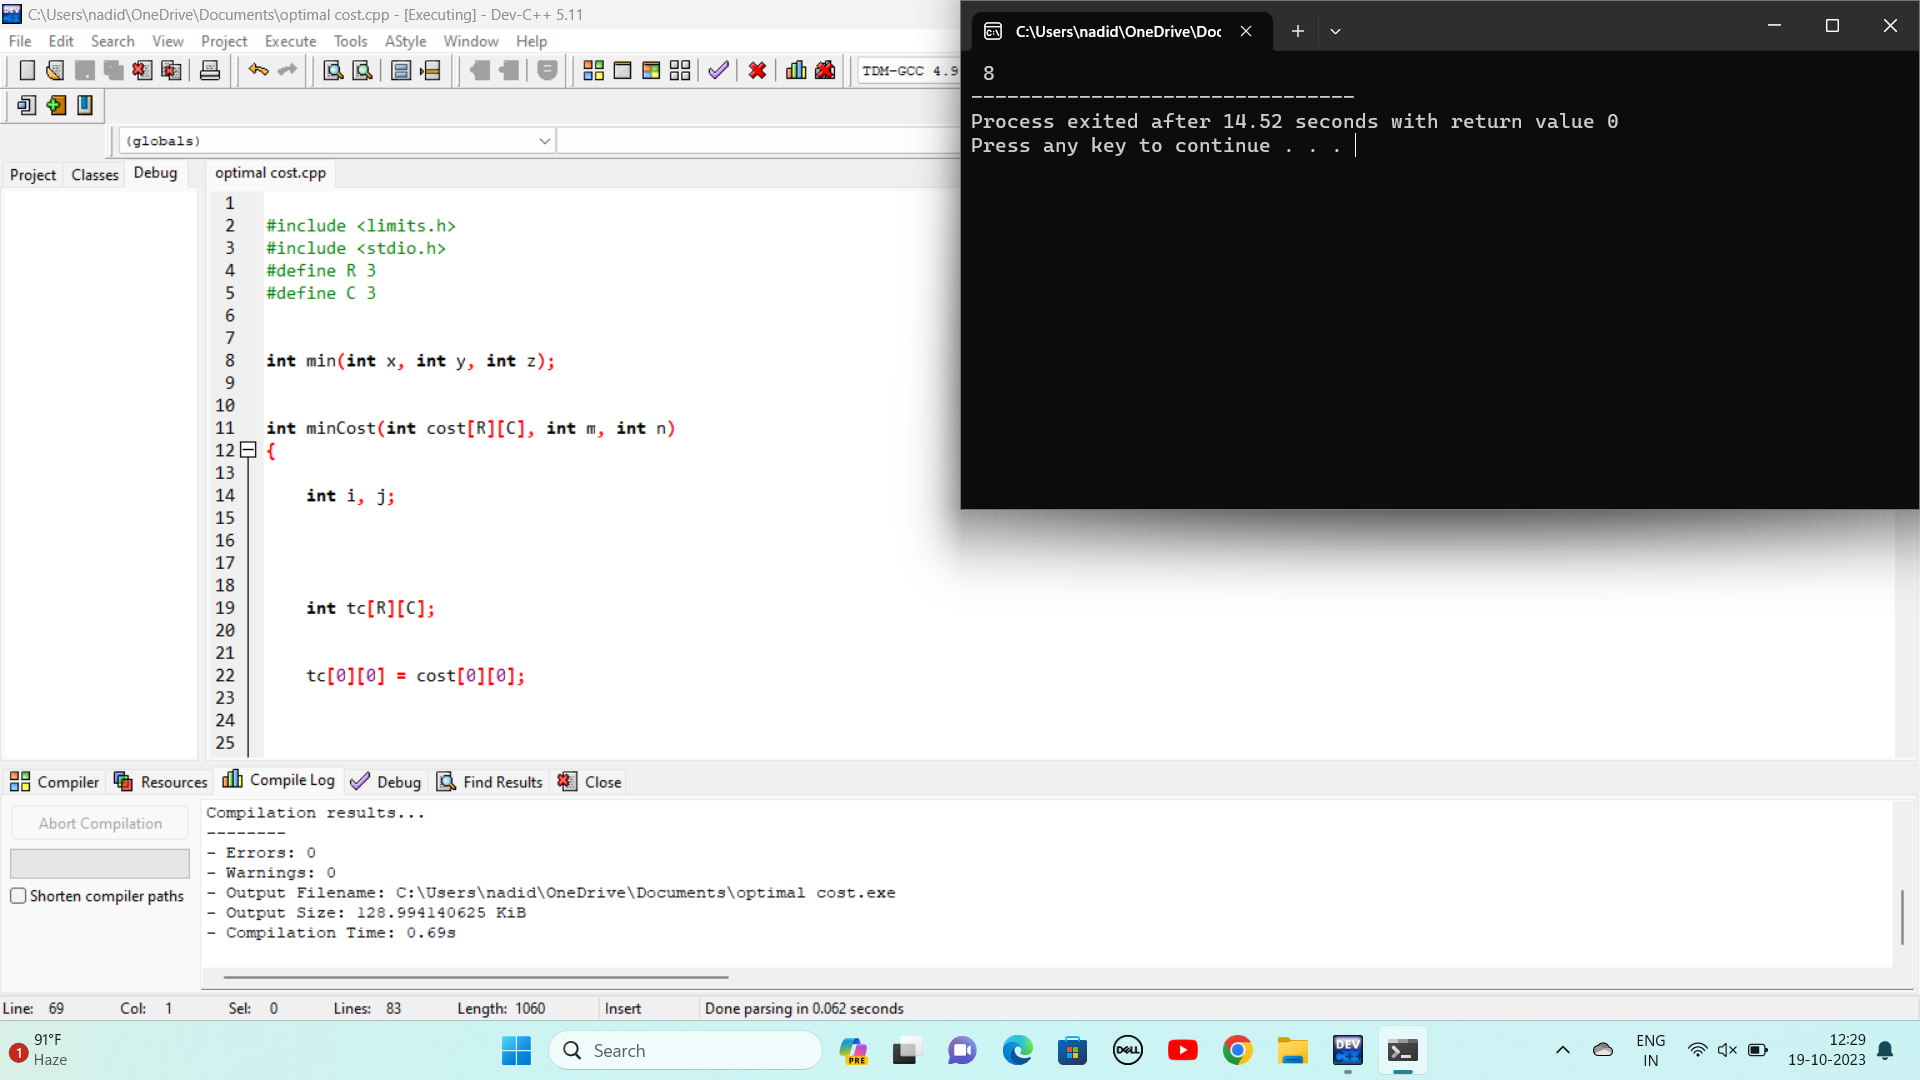 C:\Users\nadid\OneDrive\Documents\optimal cost.cpp - [Executing] - Dev-C++ 5.11
File Edit Search View Project Execute Tools AStyle Window Help
TDM-GCC 4.9
(globals)
Project Classes Debug
optimal cost.cpp
1
2 #include <limits.h>
3 #include <stdio.h>
4 #define R 3
5 #define C 3
6
7
8 int min(int x, int y, int z);
9
10
11 int minCost(int cost[R][C], int m, int n)
12 {
13
14 int i, j;
15
16
17
18
19 int tc[R][C];
20
21
22 tc[0][0] = cost[0][0];
23
24
25
C:\Users\nadid\OneDrive\Doc
8
--------------------------------
Process exited after 14.52 seconds with return value 0
Press any key to continue . . .
Compiler Resources Compile Log Debug Find Results Close
Abort Compilation
Shorten compiler paths
Compilation results...
--------
- Errors: 0
- Warnings: 0
- Output Filename: C:\Users\nadid\OneDrive\Documents\optimal cost.exe
- Output Size: 128.994140625 KiB
- Compilation Time: 0.69s
Line: 69 Col: 1 Sel: 0 Lines: 83 Length: 1060 Insert Done parsing in 0.062 seconds
1
91°F
Haze
Search
PRE
DELL
DEV C++
ENG
IN
12:29
19-10-2023